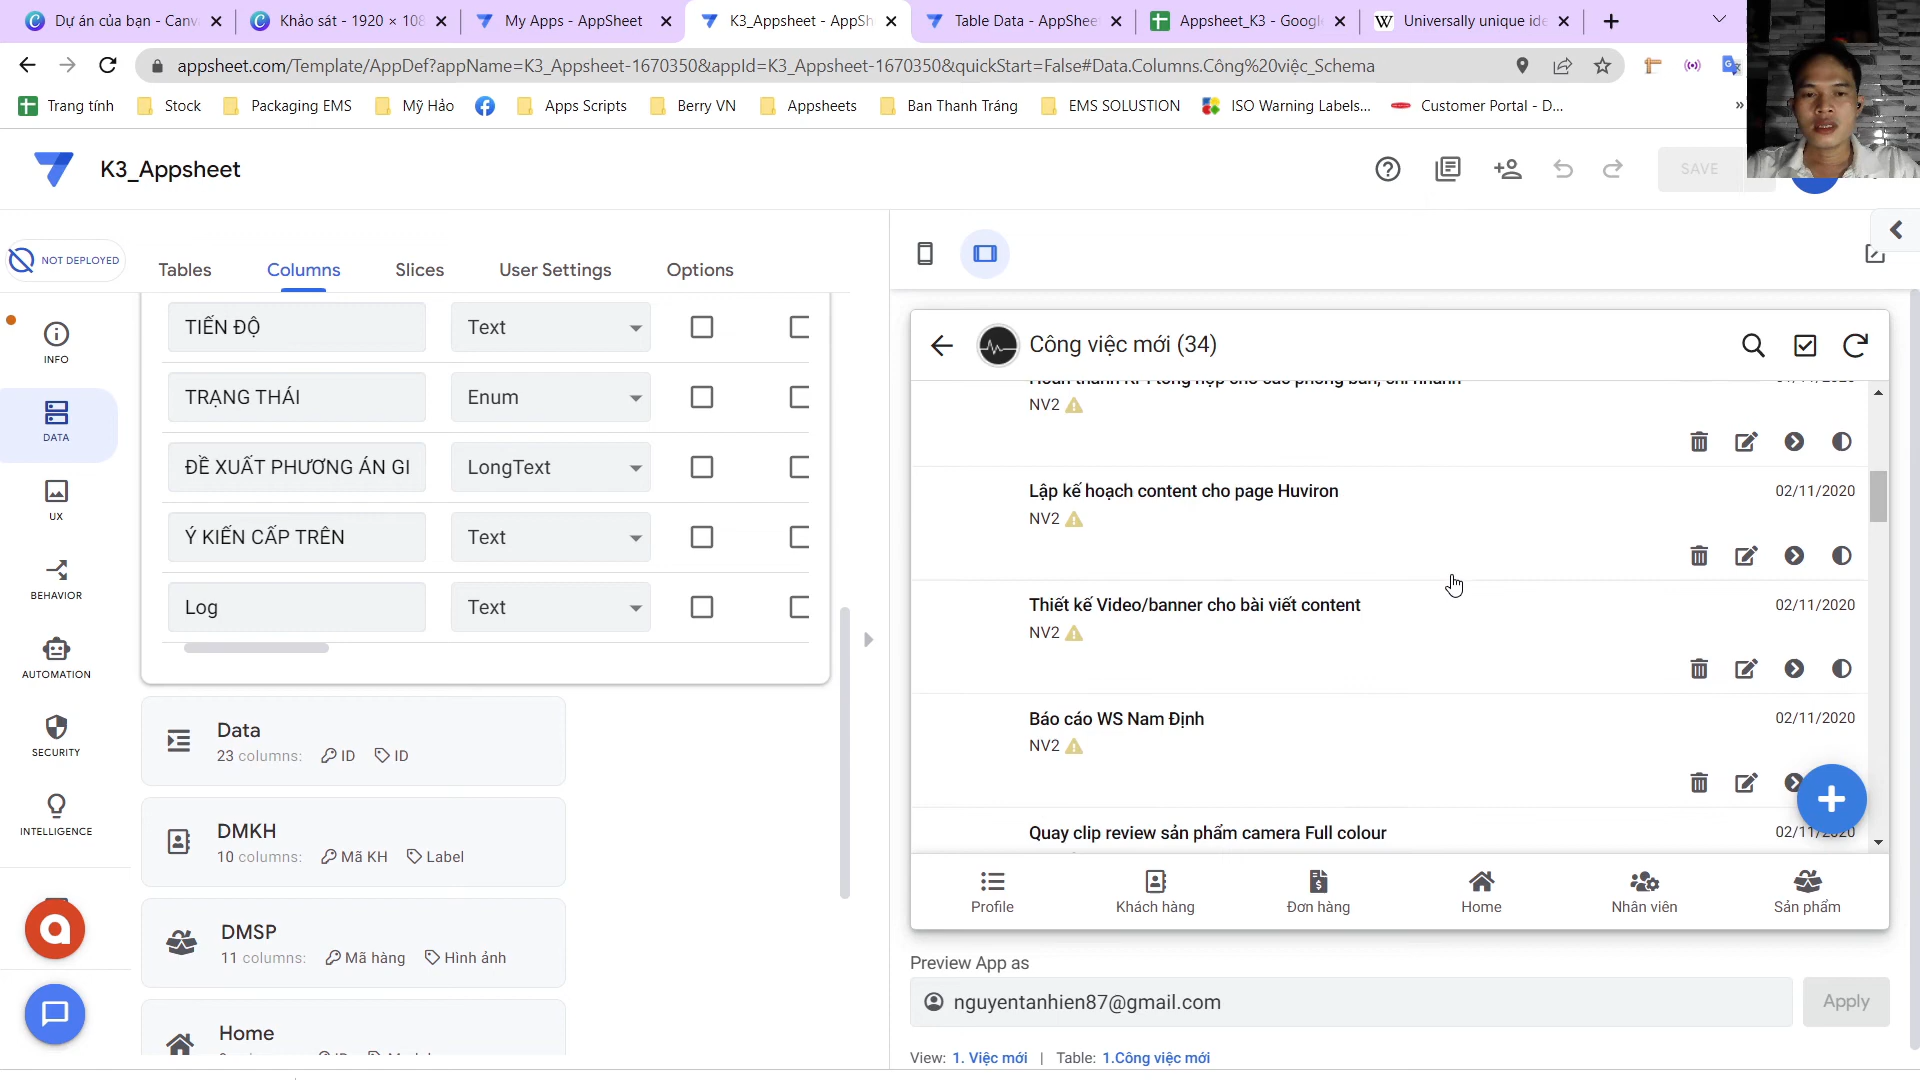 Dự án của bạn - Canv
Khảo sát - 1920 × 108
My Apps - AppSheet
K3_Appsheet - AppSh
Table Data - AppShee
Appsheet_K3 - Googl
Universally unique ide
appsheet.com/Template/AppDef?appName=K3_Appsheet-1670350&appId=K3_Appsheet-1670350&quickStart=False#Data.Columns.Công%20việc_Schema
Trang tính
Stock
Packaging EMS
Mỹ Hảo
Apps Scripts
Berry VN
Appsheets
Ban Thanh Tráng
EMS SOLUSTION
ISO Warning Labels...
Customer Portal - D...
»
K3_Appsheet
SAVE
NOT DEPLOYED
Tables
Columns
Slices
User Settings
Options
INFO
DATA
UX
BEHAVIOR
AUTOMATION
SECURITY
INTELLIGENCE
TIẾN ĐỘ
Text
TRẠNG THÁI
Enum
ĐỀ XUẤT PHƯƠNG ÁN GI
LongText
Ý KIẾN CẤP TRÊN
Text
Log
Text
Data
23 columns: ID ID
DMKH
10 columns: Mã KH Label
DMSP
11 columns: Mã hàng Hình ảnh
Home
Công việc mới (34)
NV2
Lập kế hoạch content cho page Huviron
02/11/2020
NV2
Thiết kế Video/banner cho bài viết content
02/11/2020
NV2
Báo cáo WS Nam Định
02/11/2020
NV2
Quay clip review sản phẩm camera Full colour
02/11/2020
Profile
Khách hàng
Đơn hàng
Home
Nhân viên
Sản phẩm
Preview App as
nguyentanhien87@gmail.com
Apply
View: 1. Việc mới | Table: 1.Công việc mới